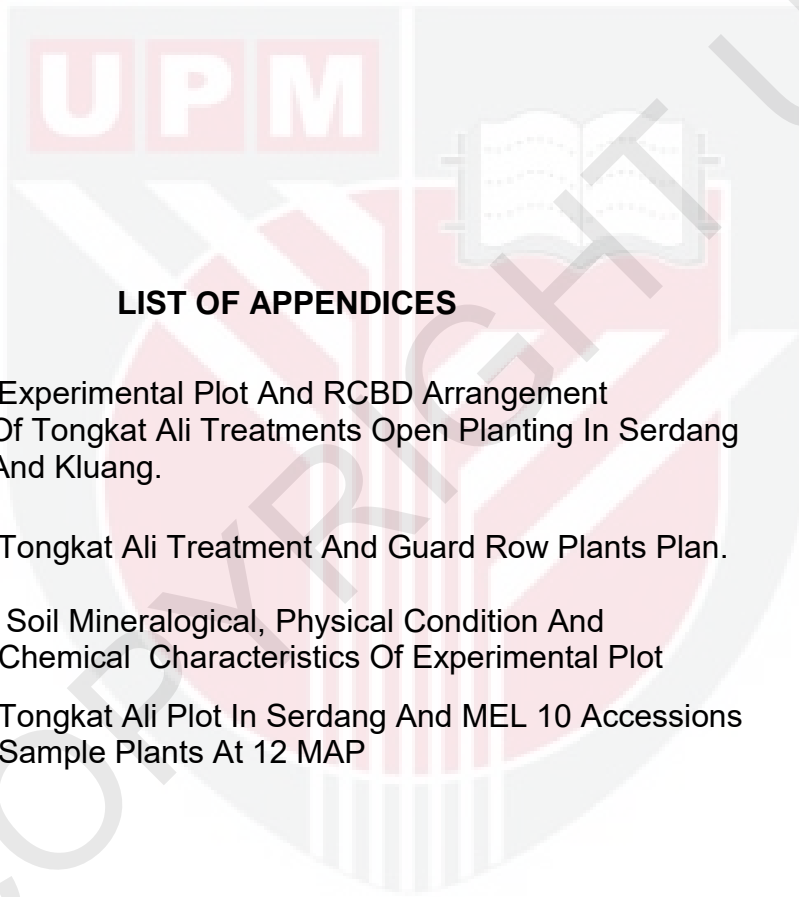 UPM
LIST OF APPENDICES
Experimental Plot And RCBD Arrangement
Of Tongkat Ali Treatments Open Planting In Serdang
And Kluang.
Tongkat Ali Treatment And Guard Row Plants Plan.
Soil Mineralogical, Physical Condition And
Chemical Characteristics Of Experimental Plot
Tongkat Ali Plot In Serdang And MEL 10 Accessions
Sample Plants At 12 MAP
COPYRIGHT U